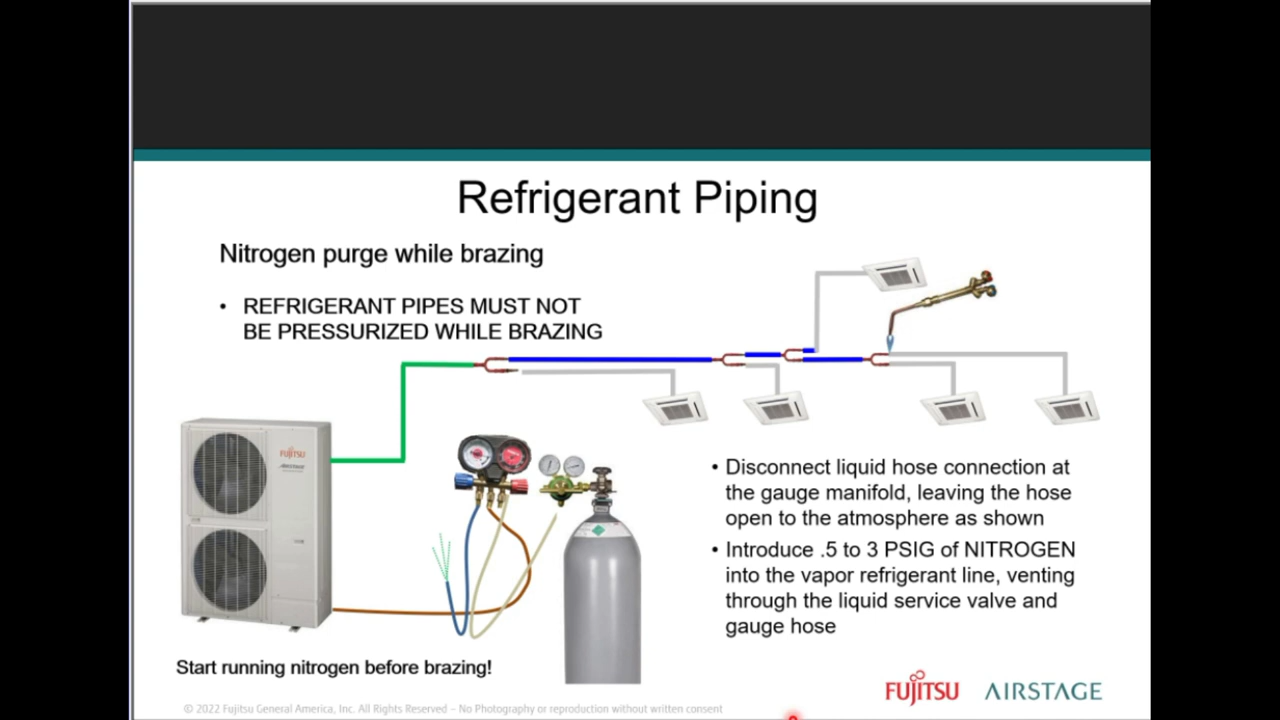 Refrigerant Piping
Nitrogen purge while brazing
• REFRIGERANT PIPES MUST NOT
BE PRESSURIZED WHILE BRAZING
FUJITSU
• Disconnect liquid hose connection at
the gauge manifold, leaving the hose
open to the atmosphere as shown
• Introduce .5 to 3 PSIG of NITROGEN
into the vapor refrigerant line, venting
through the liquid service valve and
gauge hose
Start running nitrogen before brazing!
FUJITSU AIRSTAGE
© 2022 Fujitsu General America, Inc. All Rights Reserved – No Photography or reproduction without written consent